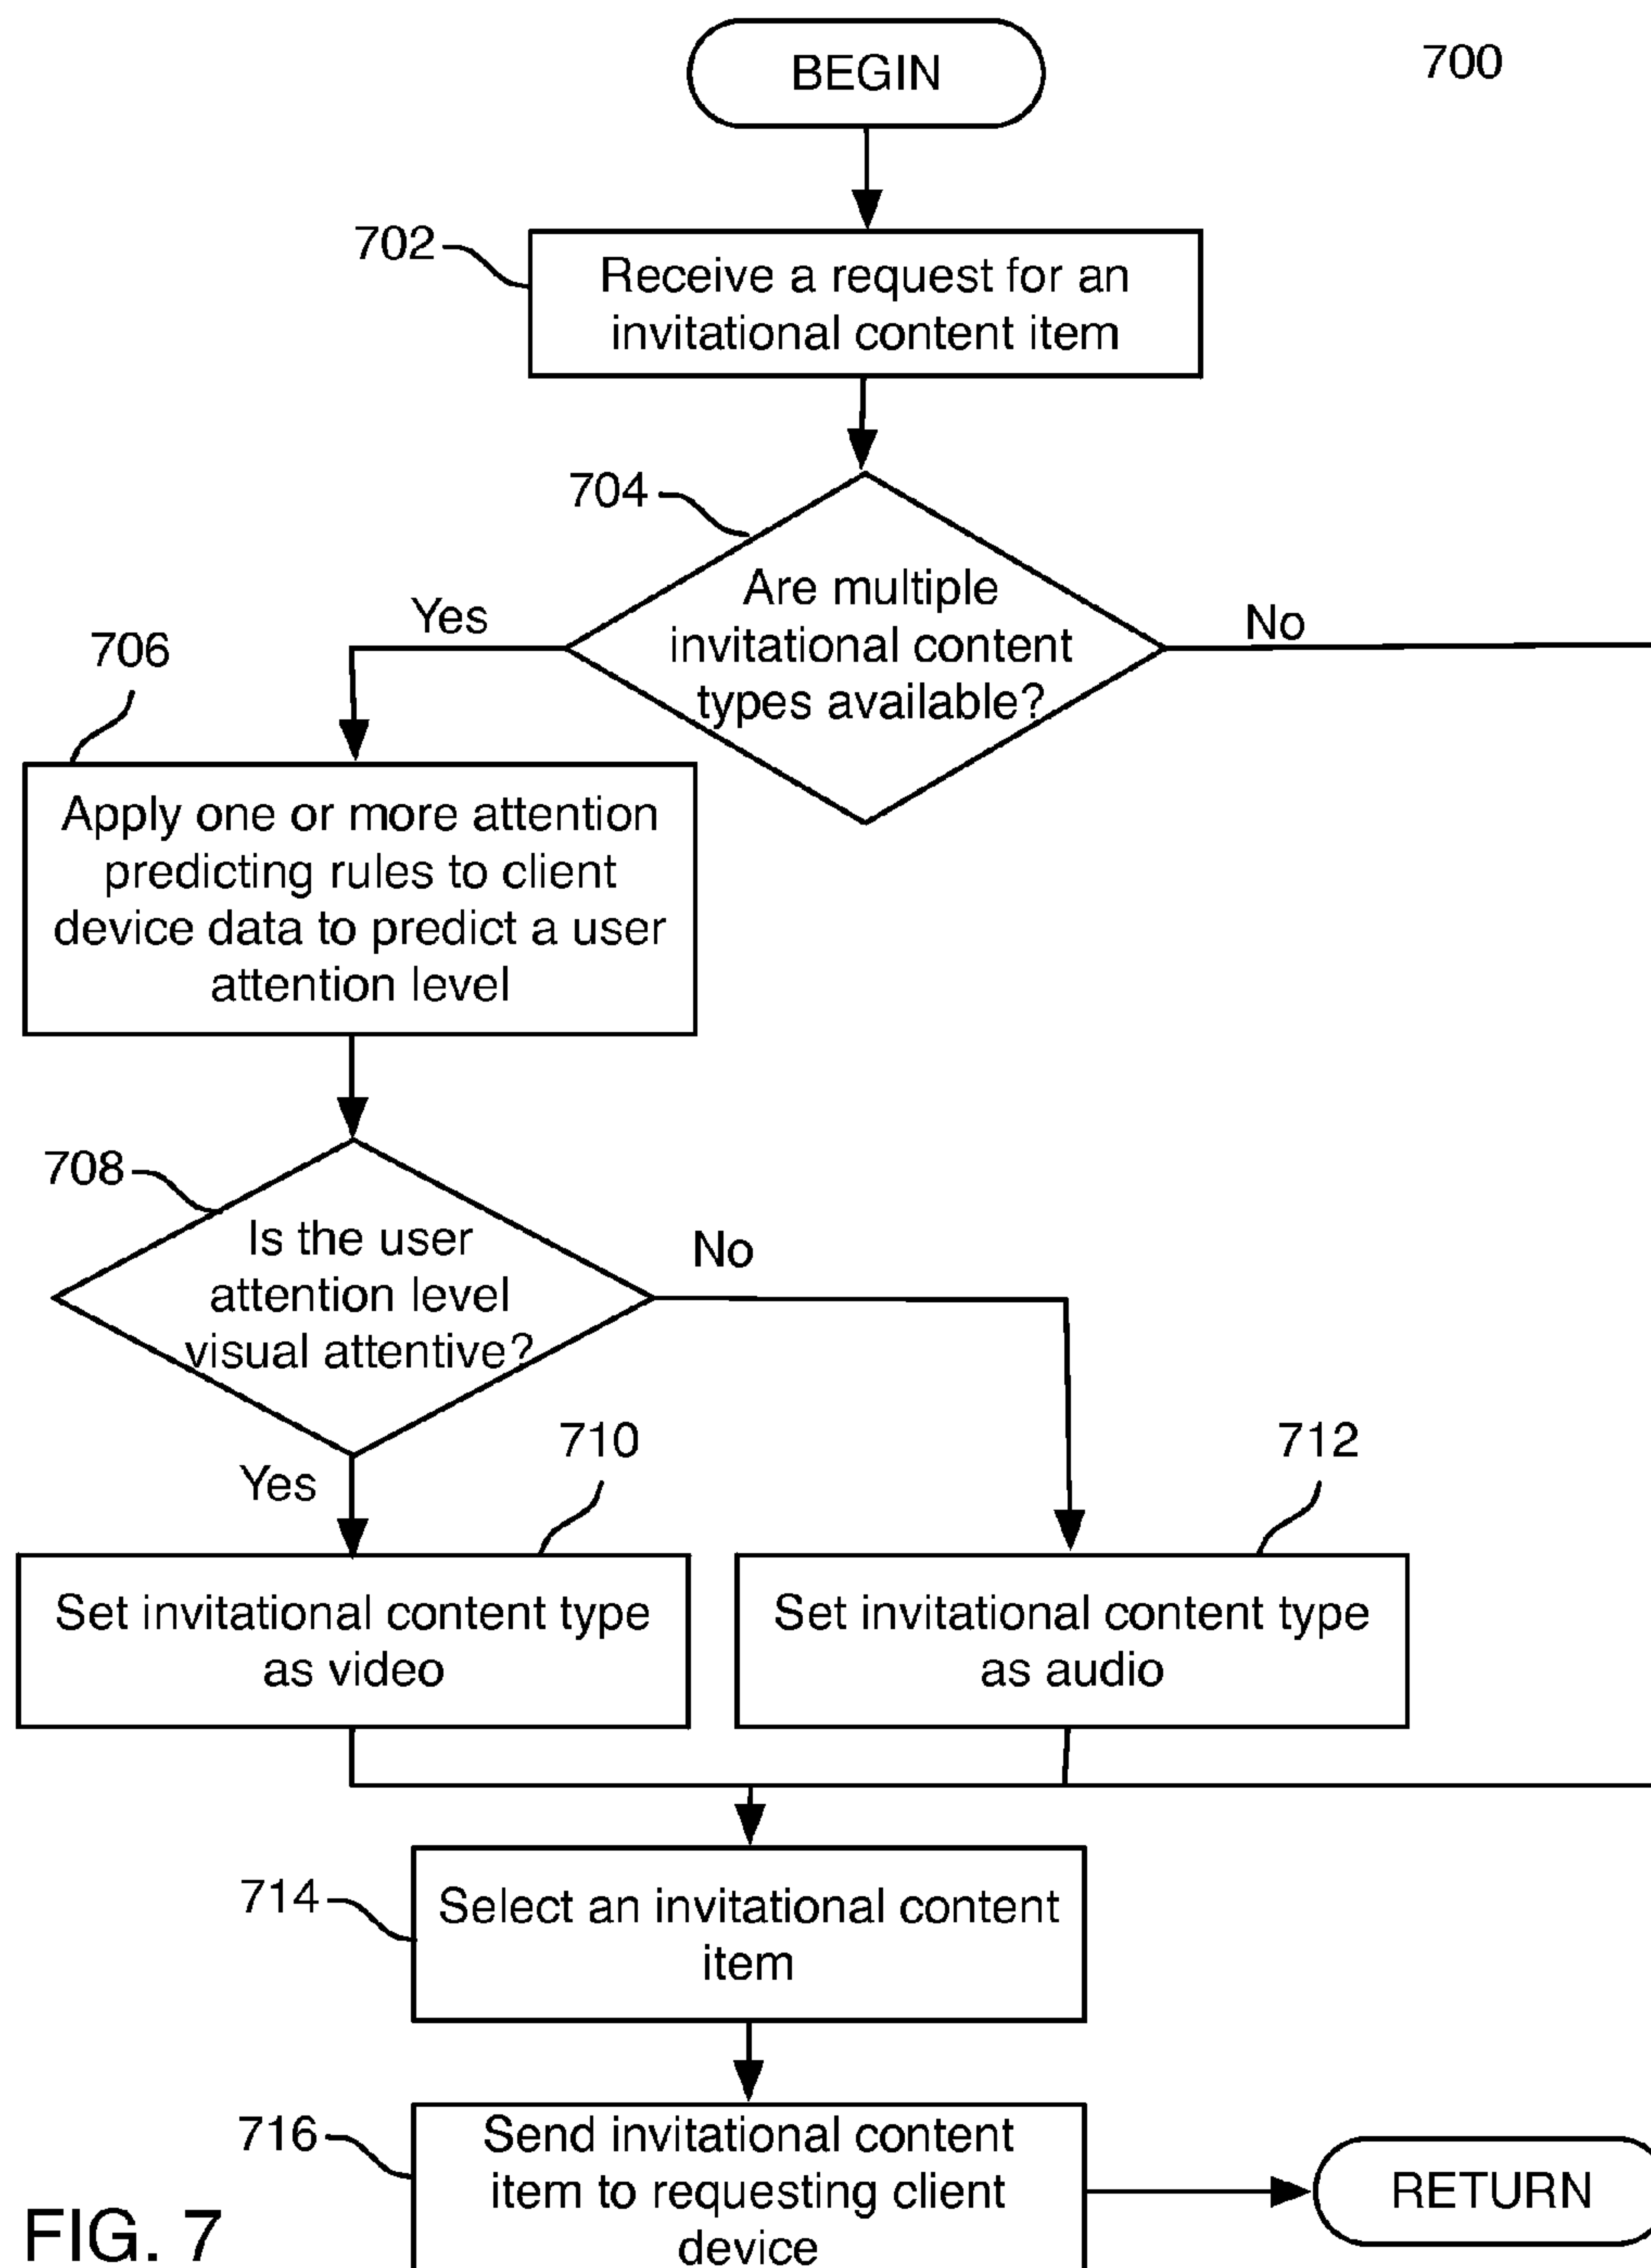 BEGIN
700
702
Receive a request for an
invitational content item
704
Are multiple
invitational content
types available?
Yes
No
706
Apply one or more attention
predicting rules to client
device data to predict a user
attention level
708
Is the user
attention level
visual attentive?
No
Yes
710
712
Set invitational content type
as video
Set invitational content type
as audio
714
Select an invitational content
item
716
Send invitational content
item to requesting client
device
RETURN
FIG. 7